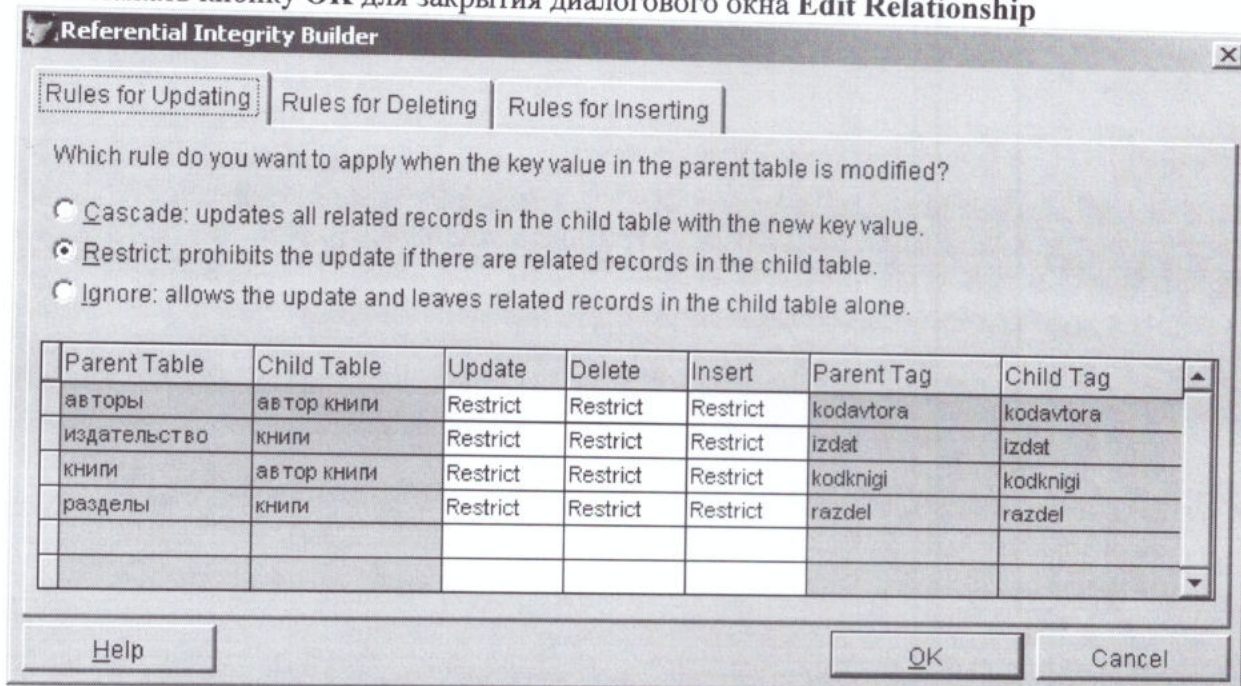 кнопку OK для закрытия диалогового окна Edit Relationship
Referential Integrity Builder
Rules for Updating Rules for Deleting Rules for Inserting
Which rule do you want to apply when the key value in the parent table is modified?
Cascade: updates all related records in the child table with the new key value.
Restrict: prohibits the update if there are related records in the child table.
Ignore: allows the update and leaves related records in the child table alone.
Parent Table Child Table Update Delete Insert Parent Tag Child Tag
авторы автор книги Restrict Restrict Restrict kodavtora kodavtora
издательство книги Restrict Restrict Restrict izdat izdat
книги автор книги Restrict Restrict Restrict kodknigi kodknigi
разделы книги Restrict Restrict Restrict razdel razdel
Help OK Cancel